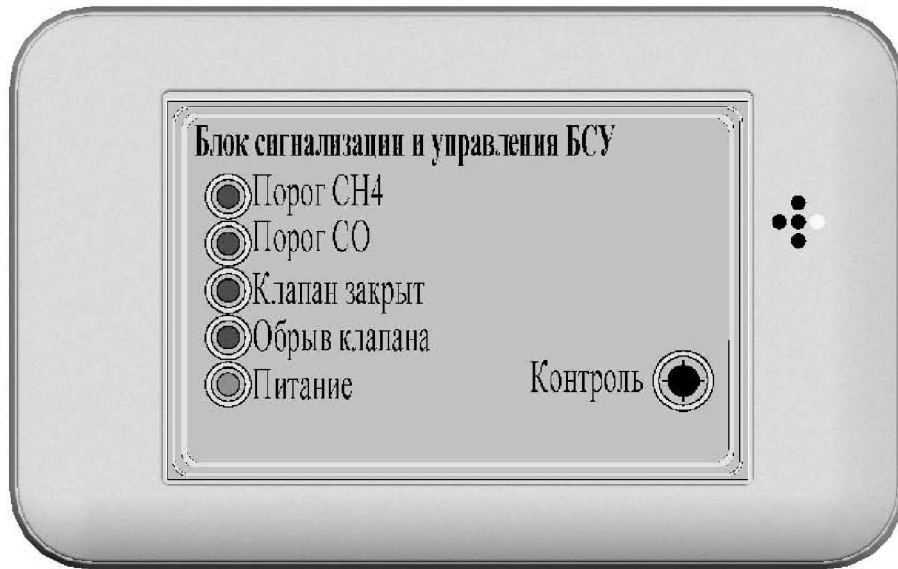 Блок сигнализации и управления БСУ
Порог СН4
Порог СО
Клапан закрыт
Обрыв клапана
Питание
Контроль